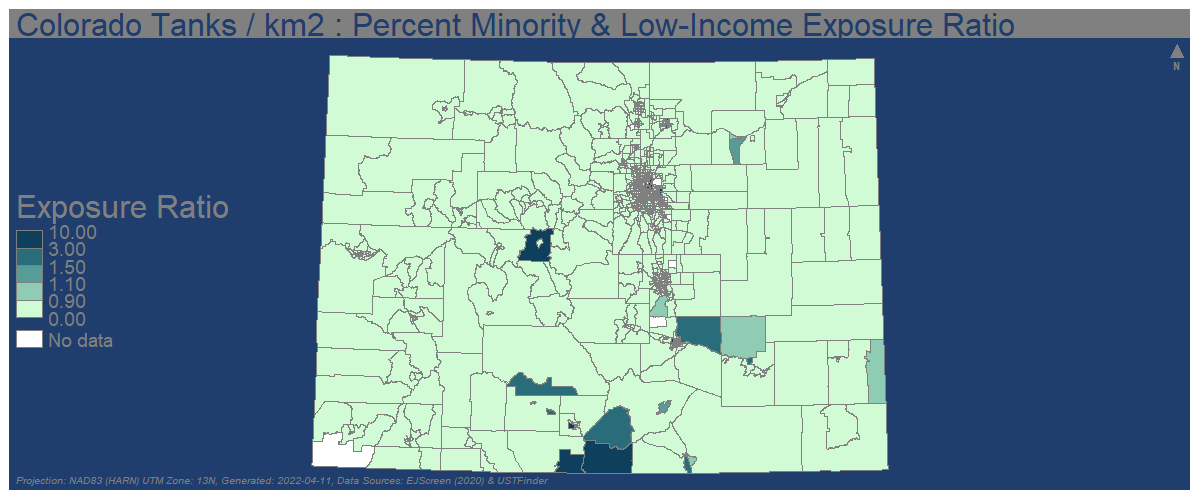 Colorado Tanks / km2 : Percent Minority & Low-Income Exposure Ratio
N
Exposure Ratio
10.00
3.00
1.50
1.10
0.90
0.00
No data
Projection: NAD83 (HARN) UTM Zone: 13N, Generated: 2022-04-11, Data Sources: EJScreen (2020) & USTFinder